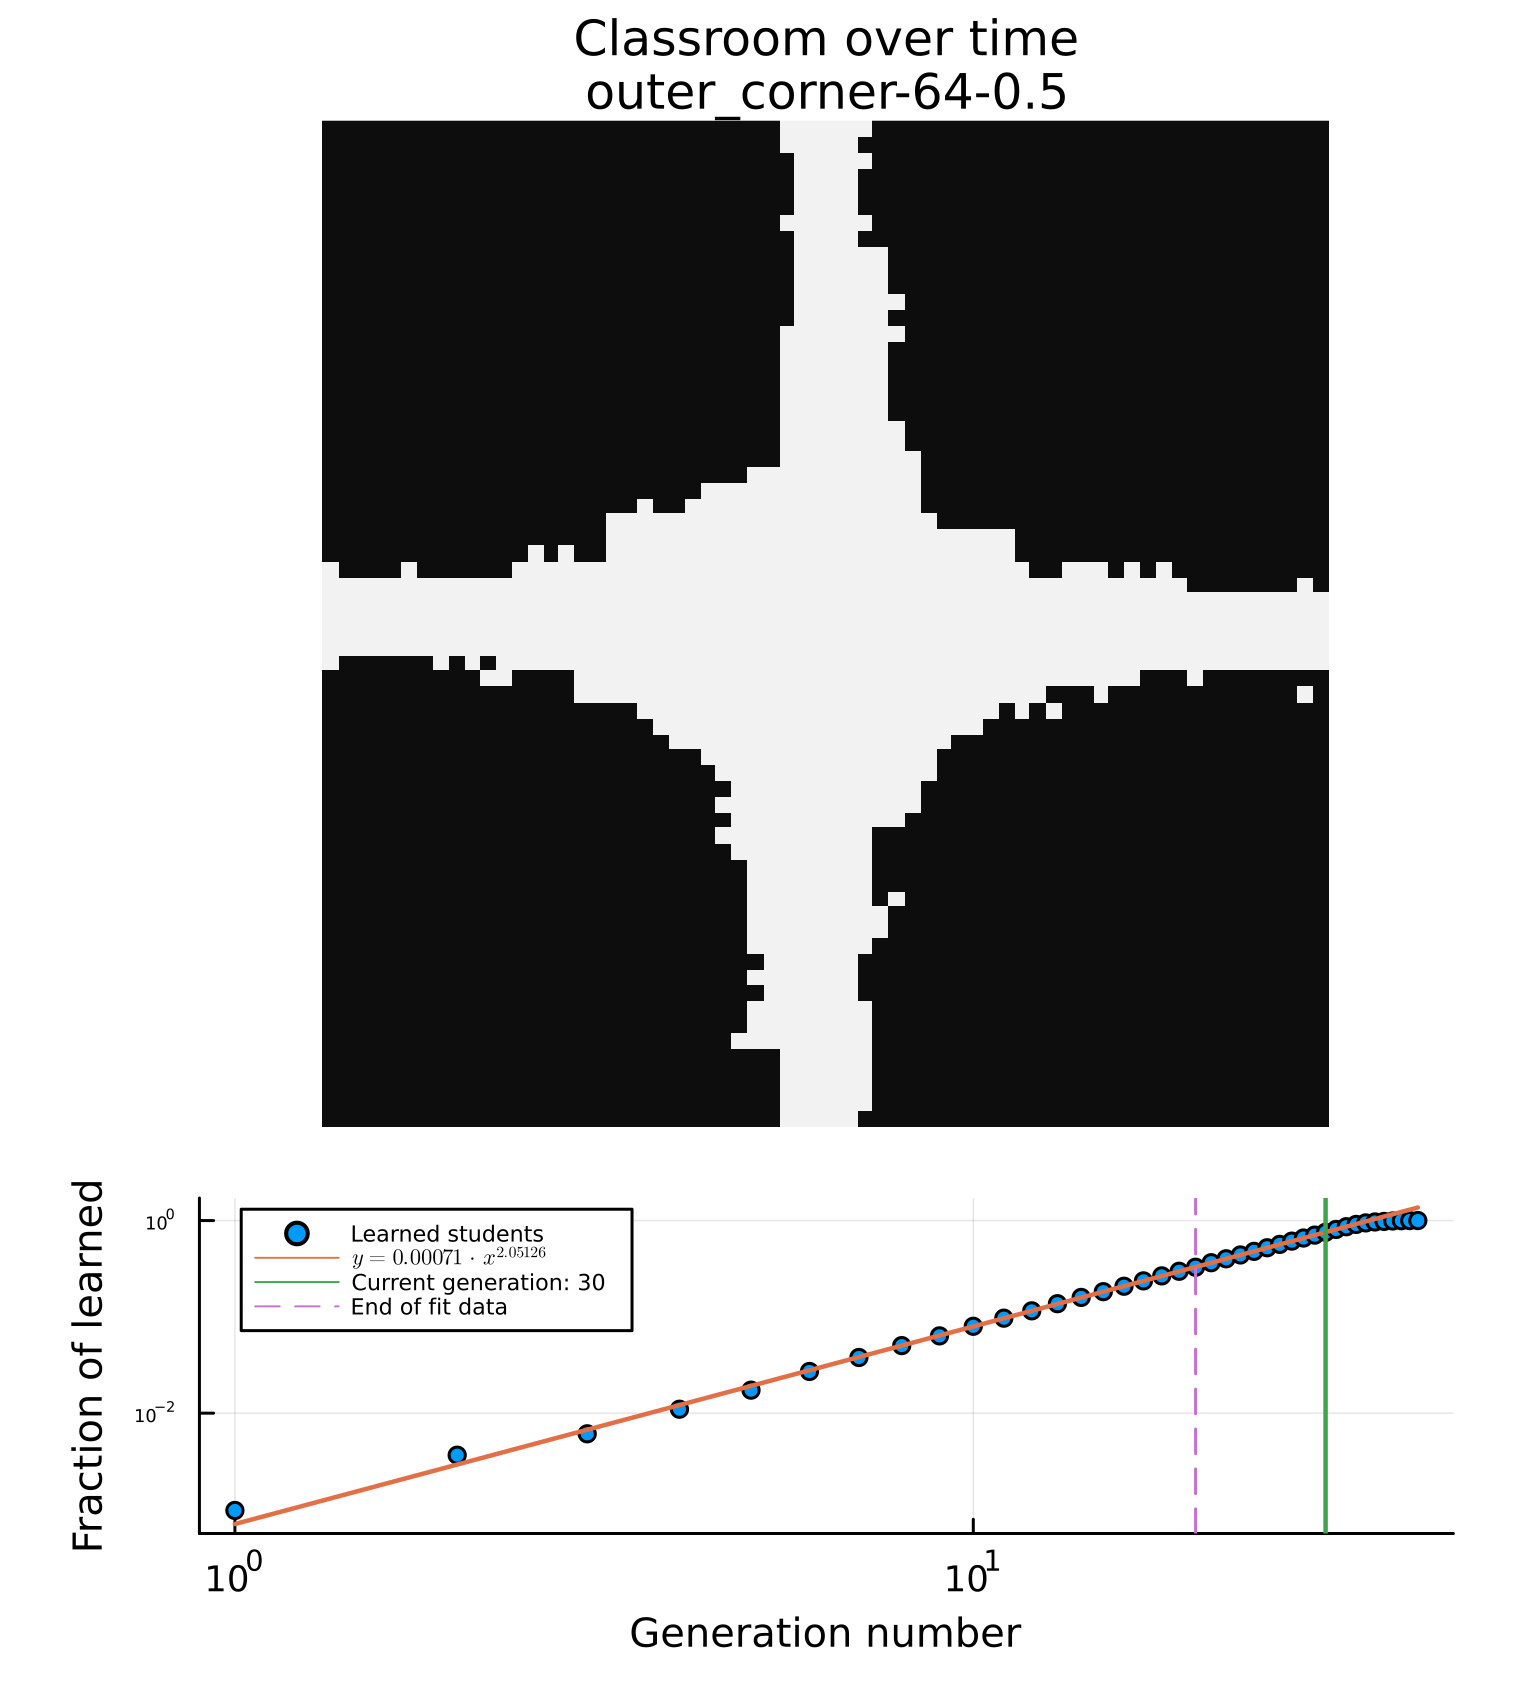 Classroom over time
outer_corner-64-0.5
Fraction of learned
10^0
10^−2
Learned students
y = 0.00071 · x^2.05126
Current generation: 30
End of fit data
10^0
10^1
Generation number